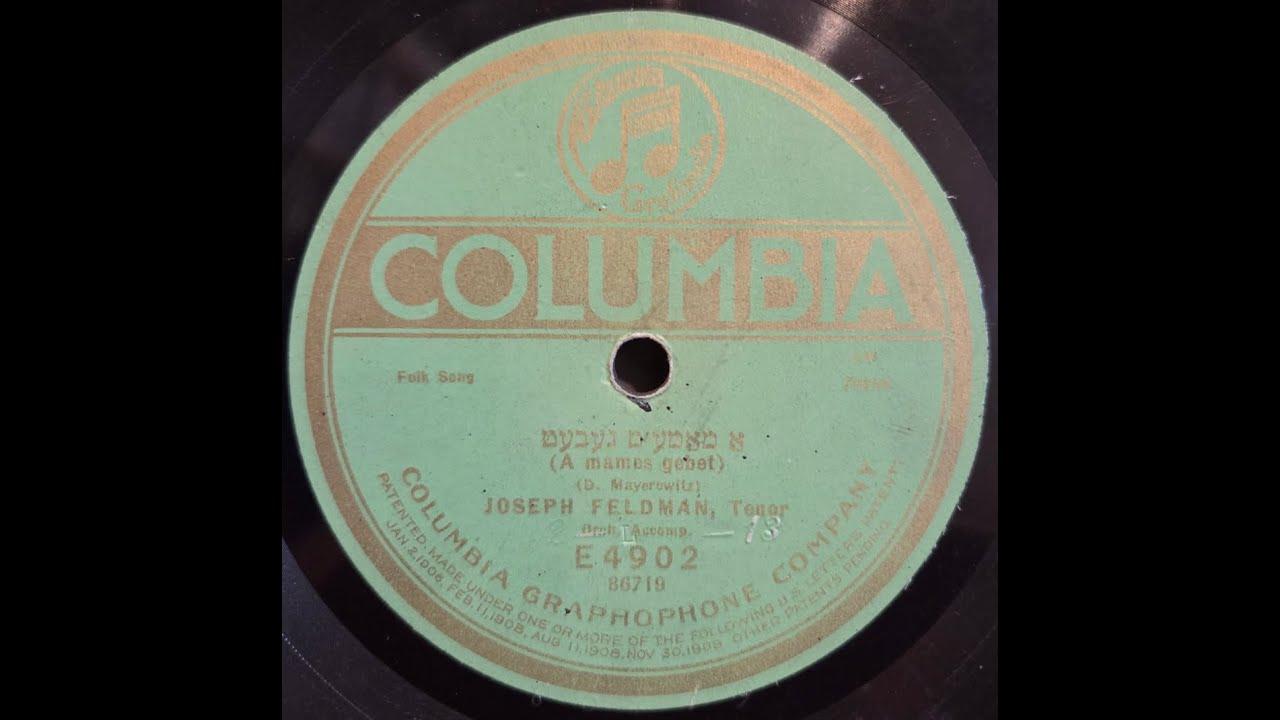 COLUMBIA
Folk Song
א מאמע'ס געבעט
(A mames gebet)
(D. Mayerowitz)
JOSEPH FELDMAN, Tenor
Orch. Accomp.
— 13
E4902
86719
COLUMBIA GRAPHOPHONE COMPANY
PATENTED; MADE UNDER ONE OR MORE OF THE FOLLOWING U.S. LETTERS PATENT:
JAN 2, 1906, FEB. 11, 1908, AUG 11, 1908, NOV 30, 1909 OTHER PATENTS PENDING